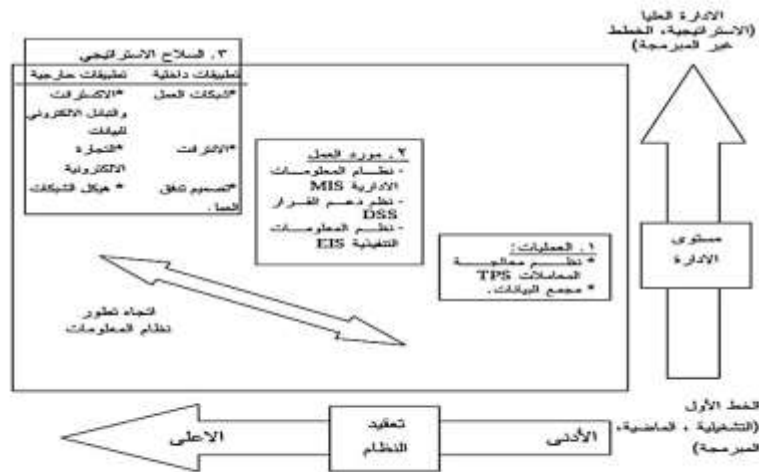 الادارة العليا
(الاستراتيجية، الخطط
غير المبرمجة)
٣. السلاح الاستراتيجي
تطبيقات داخلية تطبيقات خارجية
*شبكات العمل *الاكسترانت
والتبادل الالكتروني
للبيانات
*الانترانت *التجارة
الالكترونية
*تصميم تدفق * هيكل الشبكات
العمل.
٢. مورد العمل
- نظام المعلومات
الادارية MIS
- نظم دعم القرار
DSS
- نظم المعلومات
التنفيذية EIS
١. العمليات:
* نظم معالجة
المعاملات TPS
* مجمع البيانات.
مستوى
الادارة
اتجاه تطور
نظام المعلومات
الخط الأول
(التشغيلية ، الماضية،
المبرمجة)
الأدنى
تعقيد
النظام
الاعلى